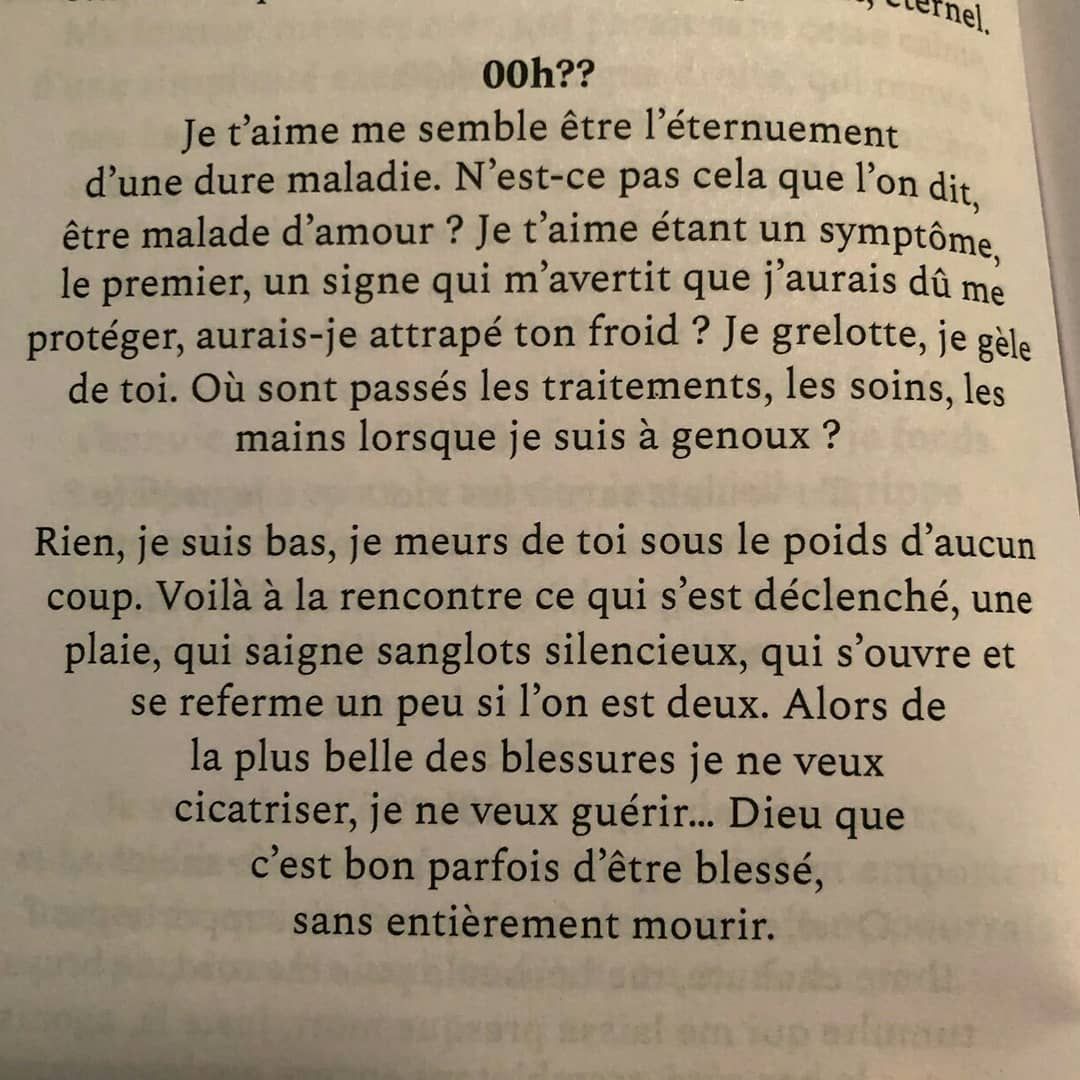 éternel.
00h??
Je t’aime me semble être l’éternuement
d’une dure maladie. N’est-ce pas cela que l’on dit,
être malade d’amour ? Je t’aime étant un symptôme,
le premier, un signe qui m’avertit que j’aurais dû me
protéger, aurais-je attrapé ton froid ? Je grelotte, je gèle
de toi. Où sont passés les traitements, les soins, les
mains lorsque je suis à genoux ?
Rien, je suis bas, je meurs de toi sous le poids d’aucun
coup. Voilà à la rencontre ce qui s’est déclenché, une
plaie, qui saigne sanglots silencieux, qui s’ouvre et
se referme un peu si l’on est deux. Alors de
la plus belle des blessures je ne veux
cicatriser, je ne veux guérir... Dieu que
c’est bon parfois d’être blessé,
sans entièrement mourir.